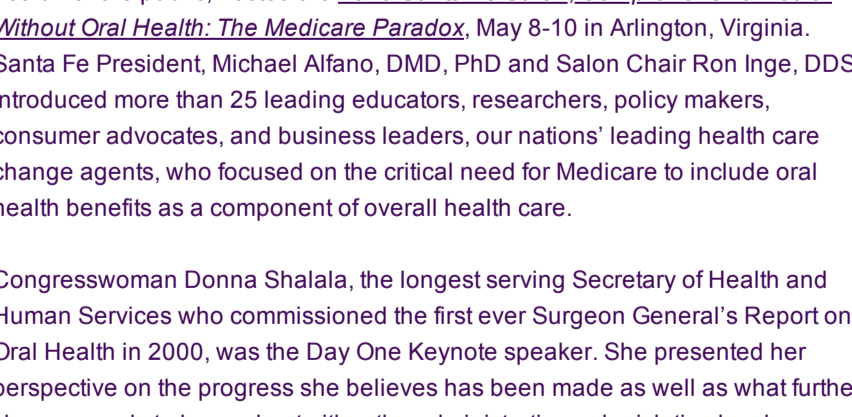 Without Oral Health: The Medicare Paradox, May 8-10 in Arlington, Virginia.
Santa Fe President, Michael Alfano, DMD, PhD and Salon Chair Ron Inge, DDS
introduced more than 25 leading educators, researchers, policy makers,
consumer advocates, and business leaders, our nations' leading health care
change agents, who focused on the critical need for Medicare to include oral
health benefits as a component of overall health care.
Congresswoman Donna Shalala, the longest serving Secretary of Health and
Human Services who commissioned the first ever Surgeon General's Report on
Oral Health in 2000, was the Day One Keynote speaker. She presented her
perspective on the progress she believes has been made as well as what furthe